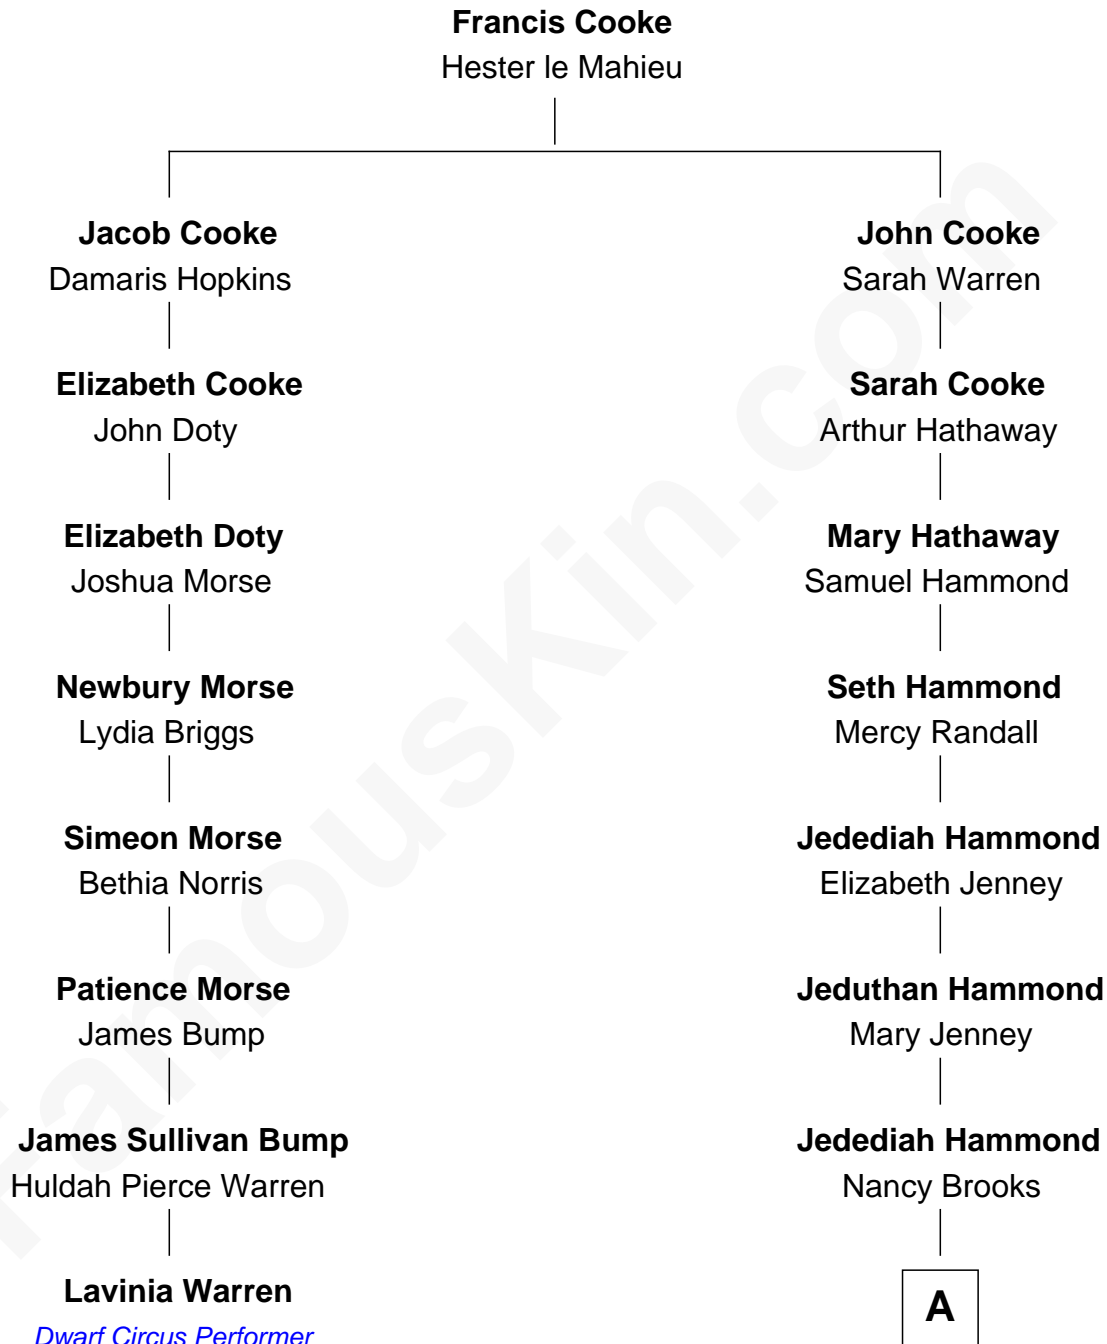 Francis Cooke
Hester le Mahieu
Jacob Cooke
Damaris Hopkins
Elizabeth Cooke
John Doty
Elizabeth Doty
Joshua Morse
Newbury Morse
Lydia Briggs
Simeon Morse
Bethia Norris
Patience Morse
James Bump
James Sullivan Bump
Huldah Pierce Warren
Lavinia Warren
Dwarf Circus Performer
John Cooke
Sarah Warren
Sarah Cooke
Arthur Hathaway
Mary Hathaway
Samuel Hammond
Seth Hammond
Mercy Randall
Jedediah Hammond
Elizabeth Jenney
Jeduthan Hammond
Mary Jenney
Jedediah Hammond
Nancy Brooks
A
FamousKin.com